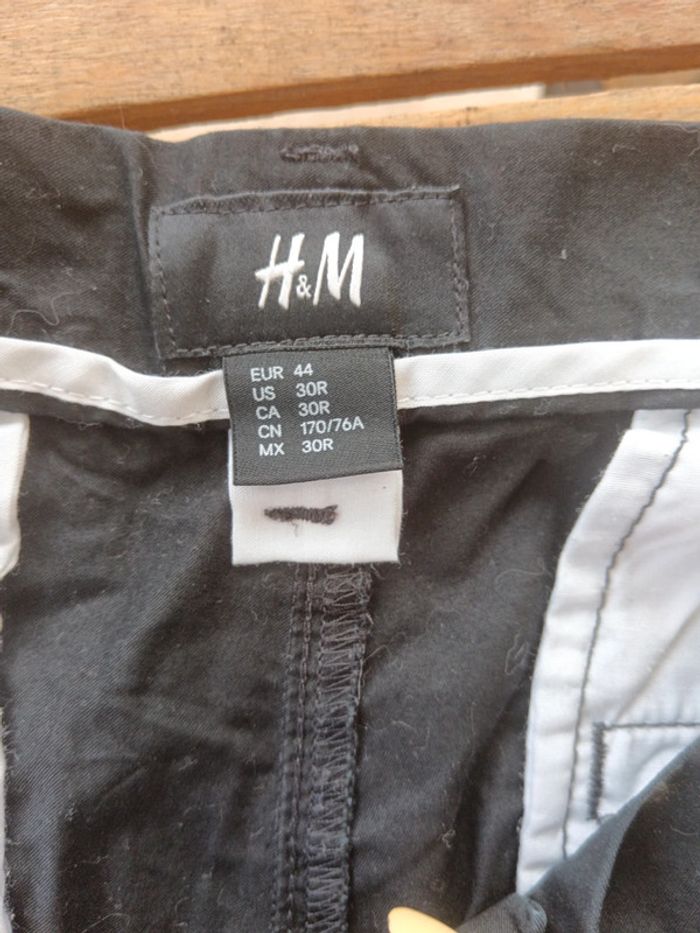 H&M
EUR 44
US 30R
CA 30R
CN 170/76A
MX 30R